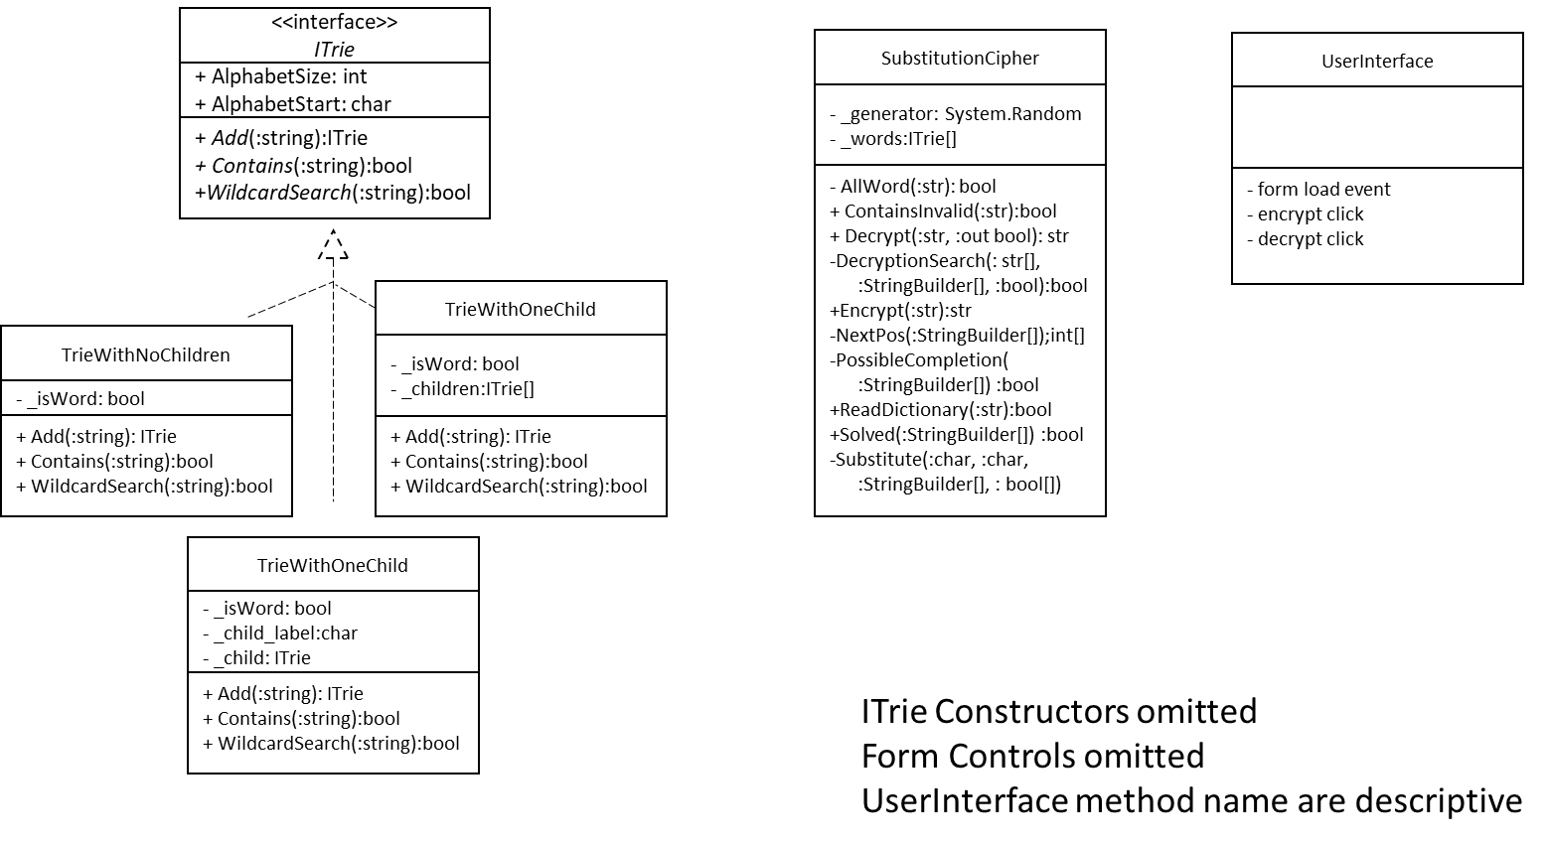 <<interface>>
ITrie
+ AlphabetSize: int
+ AlphabetStart: char
+ Add(:string):ITrie
+ Contains(:string):bool
+WildcardSearch(:string):bool
TrieWithNoChildren
- _isWord: bool
+ Add(:string): ITrie
+ Contains(:string):bool
+ WildcardSearch(:string):bool
TrieWithOneChild
- _isWord: bool
- _children:ITrie[]
+ Add(:string): ITrie
+ Contains(:string):bool
+ WildcardSearch(:string):bool
TrieWithOneChild
- _isWord: bool
- _child_label:char
- _child: ITrie
+ Add(:string): ITrie
+ Contains(:string):bool
+ WildcardSearch(:string):bool
SubstitutionCipher
- _generator: System.Random
- _words:ITrie[]
- AllWord(:str): bool
+ ContainsInvalid(:str):bool
+ Decrypt(:str, :out bool): str
-DecryptionSearch(: str[],
:StringBuilder[], :bool):bool
+Encrypt(:str):str
-NextPos(:StringBuilder[]);int[]
-PossibleCompletion(
:StringBuilder[]) :bool
+ReadDictionary(:str):bool
+Solved(:StringBuilder[]) :bool
-Substitute(:char, :char,
:StringBuilder[], : bool[])
UserInterface
- form load event
- encrypt click
- decrypt click
ITrie Constructors omitted
Form Controls omitted
UserInterface method name are descriptive